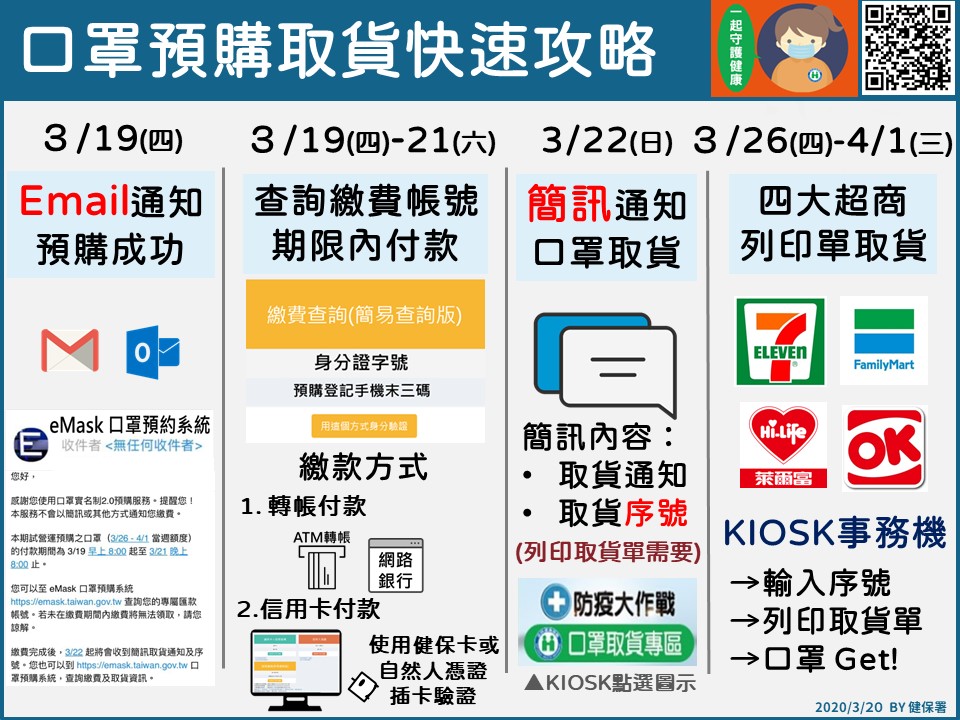 口罩預購取貨快速攻略
一起守護健康
3/19(四)
Email通知
預購成功
eMask 口罩預約系統
收件者 <無任何收件者>
您好，
感謝您使用口罩實名制2.0預購服務。提醒您！
本服務不會以簡訊或其他方式通知您繳費。
本期試營運預購之口罩（3/26 - 4/1 當週額度）
的付款期間為 3/19 早上 8:00 起至 3/21 晚上
8:00 止。
您可以至 eMask 口罩預購系統
https://emask.taiwan.gov.tw 查詢您的專屬匯款
帳號。若未在繳費期間內繳費將無法領取，請您
諒解。
繳費完成後，3/22 起將會收到簡訊取貨通知及序
號。您也可以到 https://emask.taiwan.gov.tw 口
罩預購系統，查詢繳費及取貨資訊。
3/19(四)-21(六)
查詢繳費帳號
期限內付款
繳費查詢(簡易查詢版)
身分證字號
預購登記手機末三碼
用這個方式身分驗證
繳款方式
1. 轉帳付款
ATM轉帳
網路
銀行
2.信用卡付款
使用健保卡或
自然人憑證
插卡驗證
3/22(日)
簡訊通知
口罩取貨
簡訊內容：
• 取貨通知
• 取貨序號
(列印取貨單需要)
防疫大作戰
口罩取貨專區
▲KIOSK點選圖示
3/26(四)-4/1(三)
四大超商
列印單取貨
7
ELEVEN
FamilyMart
Hi-Life
萊爾富
OK
KIOSK事務機
→輸入序號
→列印取貨單
→口罩 Get!
2020/3/20 BY 健保署